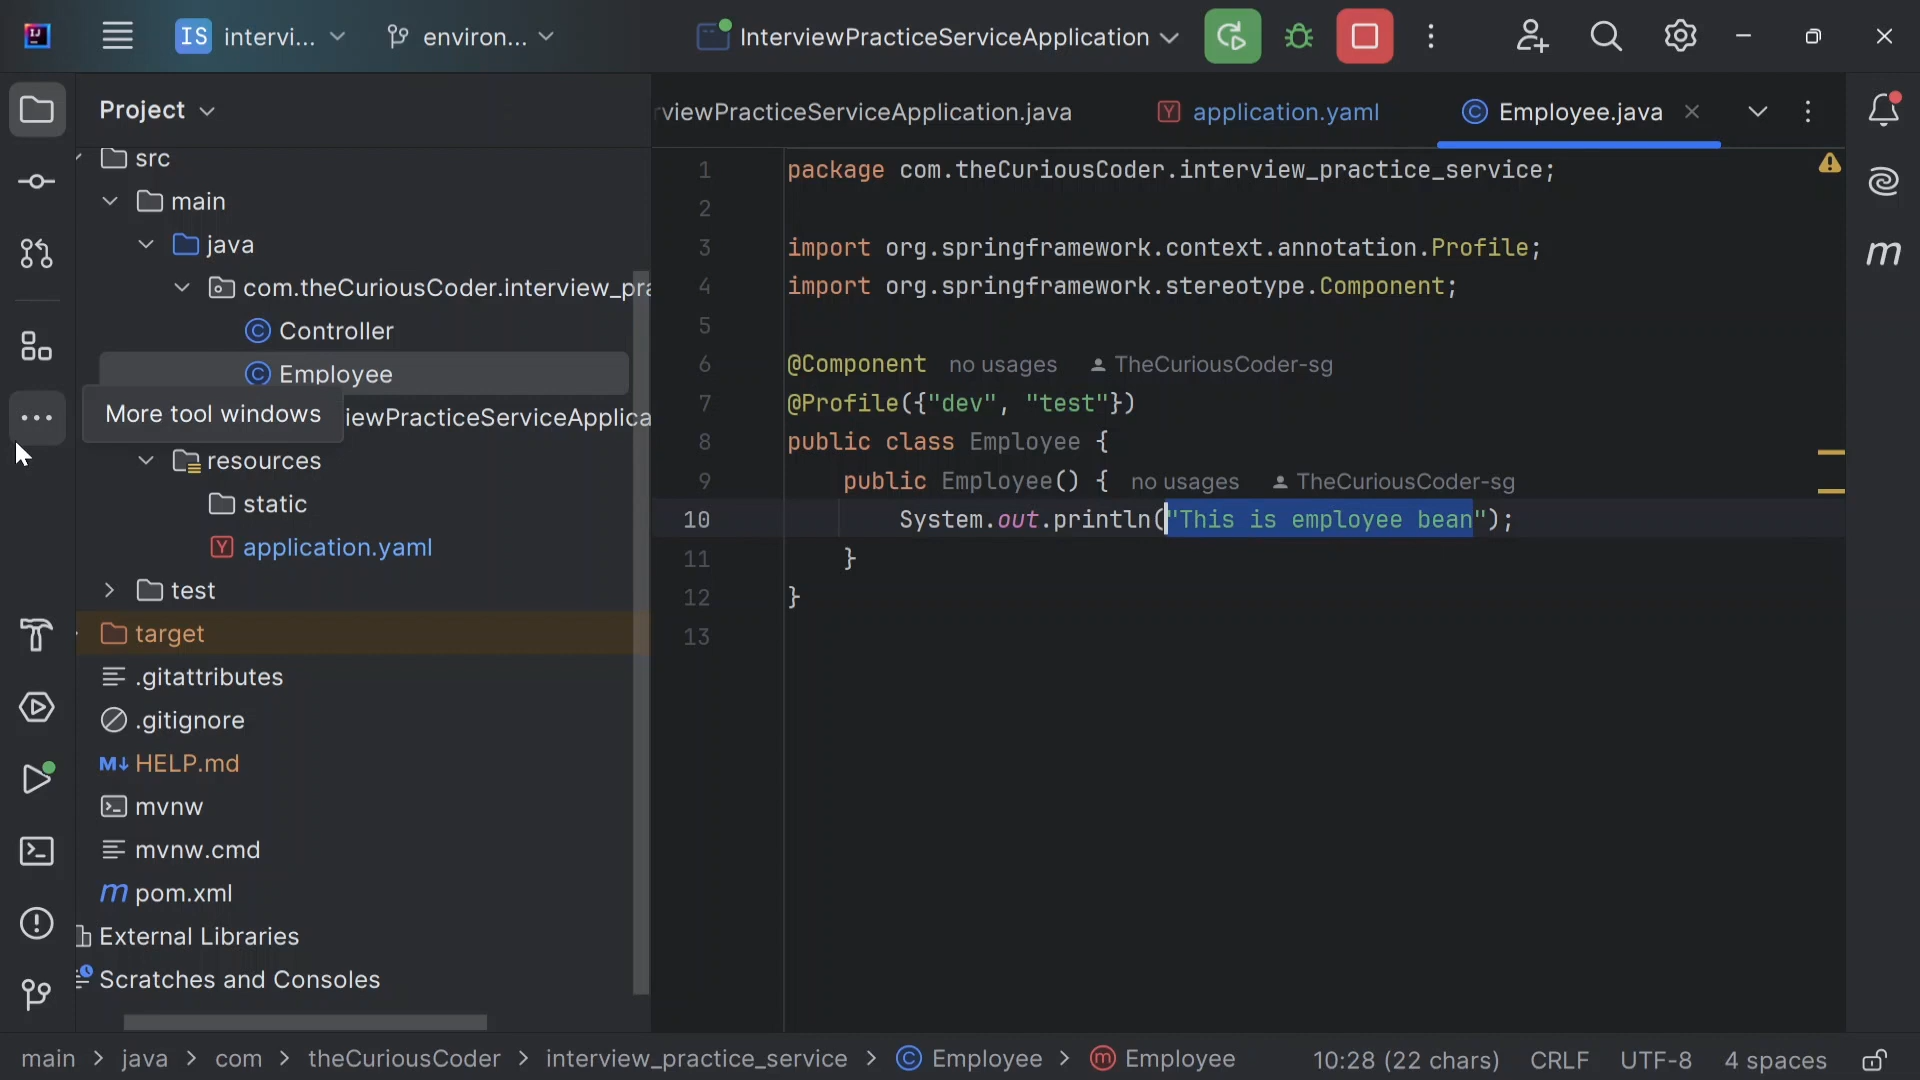 IS intervi... environ... InterviewPracticeServiceApplication
Project
src
main
java
com.theCuriousCoder.interview_pra
Controller
Employee
More tool windows
iewPracticeServiceApplica
resources
static
application.yaml
test
target
.gitattributes
.gitignore
M↓ HELP.md
mvnw
mvnw.cmd
m pom.xml
External Libraries
Scratches and Consoles
rviewPracticeServiceApplication.java Y application.yaml C Employee.java
1 package com.theCuriousCoder.interview_practice_service;
2
3 import org.springframework.context.annotation.Profile;
4 import org.springframework.stereotype.Component;
5
6 @Component no usages TheCuriousCoder-sg
7 @Profile({"dev", "test"})
8 public class Employee {
9 public Employee() { no usages TheCuriousCoder-sg
10 System.out.println("This is employee bean");
11 }
12 }
13
main > java > com > theCuriousCoder > interview_practice_service > C Employee > m Employee 10:28 (22 chars) CRLF UTF-8 4 spaces